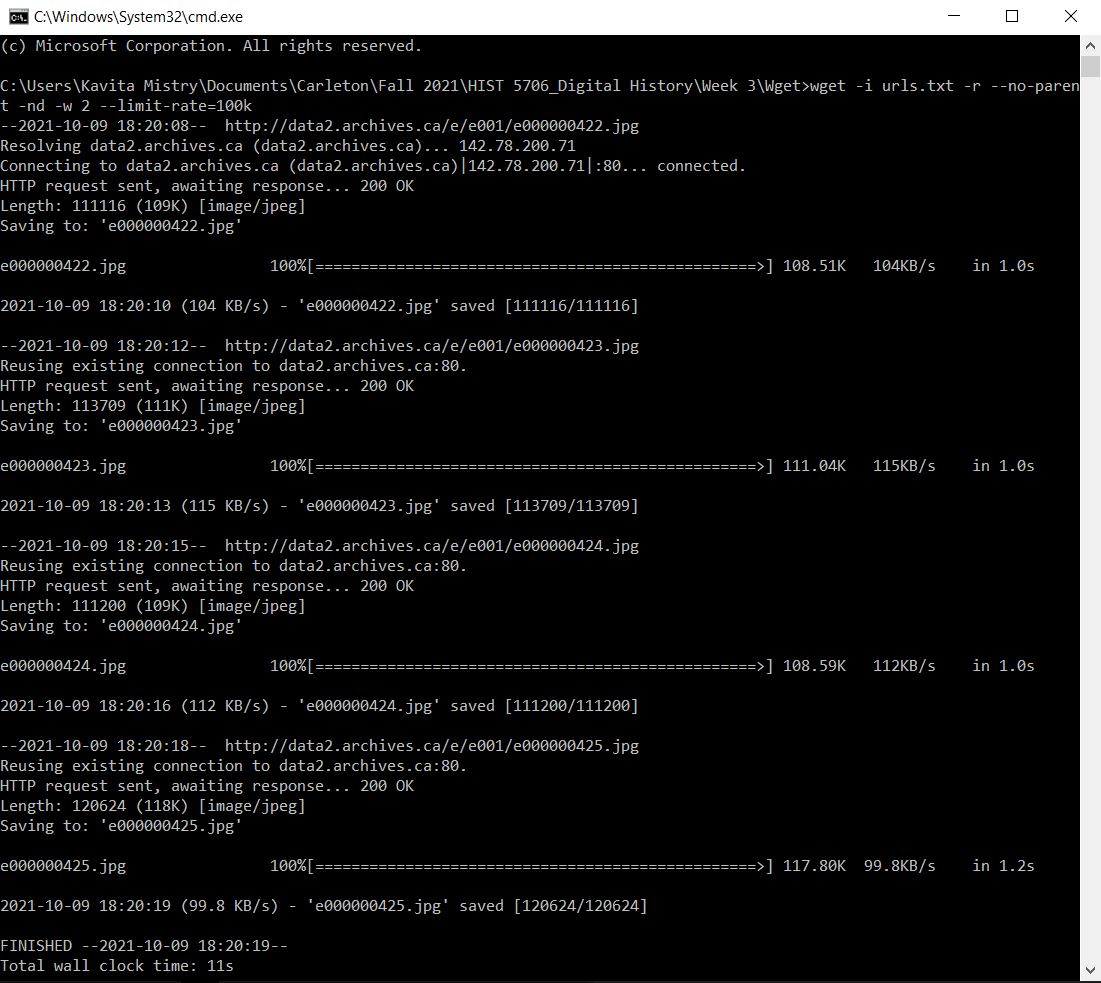 C:\Windows\System32\cmd.exe
(c) Microsoft Corporation. All rights reserved.
C:\Users\Kavita Mistry\Documents\Carleton\Fall 2021\HIST 5706_Digital History\Week 3\Wget>wget -i urls.txt -r --no-paren
t -nd -w 2 --limit-rate=100k
--2021-10-09 18:20:08--  http://data2.archives.ca/e/e001/e000000422.jpg
Resolving data2.archives.ca (data2.archives.ca)... 142.78.200.71
Connecting to data2.archives.ca (data2.archives.ca)|142.78.200.71|:80... connected.
HTTP request sent, awaiting response... 200 OK
Length: 111116 (109K) [image/jpeg]
Saving to: 'e000000422.jpg'
e000000422.jpg                100%[=================================================>] 108.51K   104KB/s    in 1.0s
2021-10-09 18:20:10 (104 KB/s) - 'e000000422.jpg' saved [111116/111116]
--2021-10-09 18:20:12--  http://data2.archives.ca/e/e001/e000000423.jpg
Reusing existing connection to data2.archives.ca:80.
HTTP request sent, awaiting response... 200 OK
Length: 113709 (111K) [image/jpeg]
Saving to: 'e000000423.jpg'
e000000423.jpg                100%[=================================================>] 111.04K   115KB/s    in 1.0s
2021-10-09 18:20:13 (115 KB/s) - 'e000000423.jpg' saved [113709/113709]
--2021-10-09 18:20:15--  http://data2.archives.ca/e/e001/e000000424.jpg
Reusing existing connection to data2.archives.ca:80.
HTTP request sent, awaiting response... 200 OK
Length: 111200 (109K) [image/jpeg]
Saving to: 'e000000424.jpg'
e000000424.jpg                100%[=================================================>] 108.59K   112KB/s    in 1.0s
2021-10-09 18:20:16 (112 KB/s) - 'e000000424.jpg' saved [111200/111200]
--2021-10-09 18:20:18--  http://data2.archives.ca/e/e001/e000000425.jpg
Reusing existing connection to data2.archives.ca:80.
HTTP request sent, awaiting response... 200 OK
Length: 120624 (118K) [image/jpeg]
Saving to: 'e000000425.jpg'
e000000425.jpg                100%[=================================================>] 117.80K  99.8KB/s    in 1.2s
2021-10-09 18:20:19 (99.8 KB/s) - 'e000000425.jpg' saved [120624/120624]
FINISHED --2021-10-09 18:20:19--
Total wall clock time: 11s